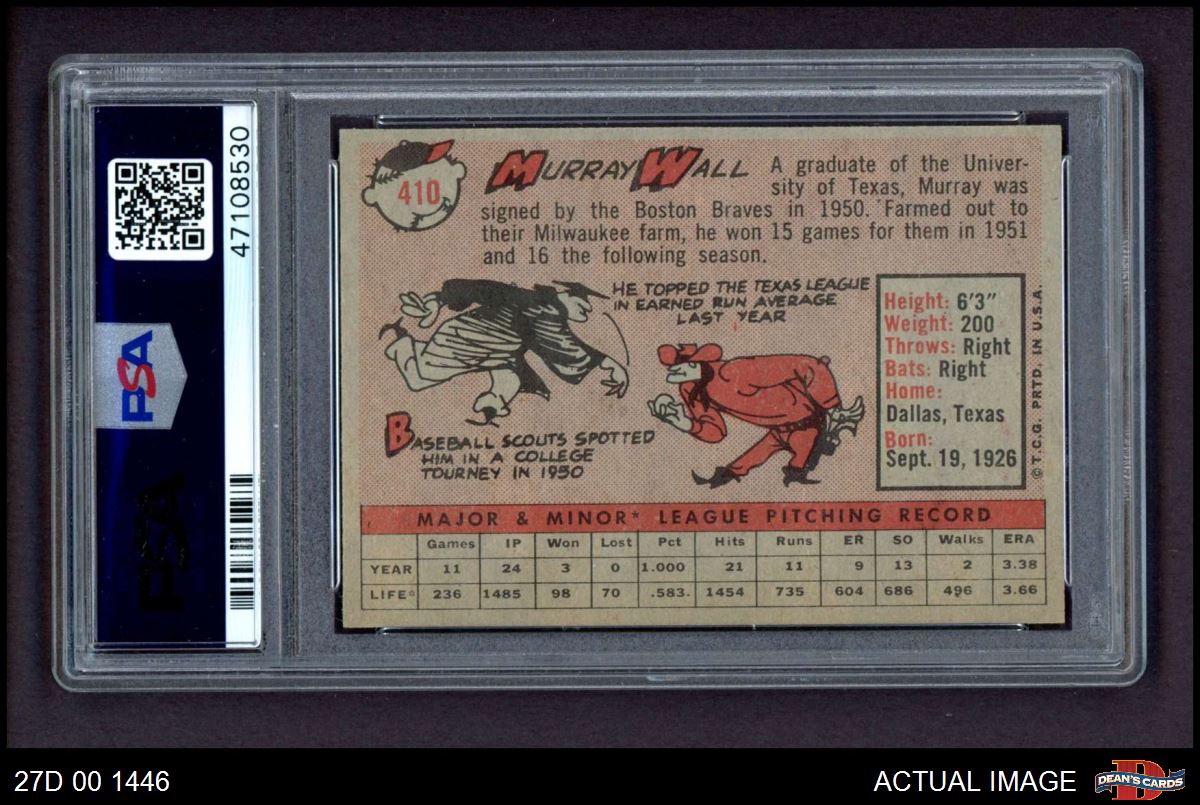 47108530
PSA
PSA
410
MURRAY WALL
A graduate of the Univer-
sity of Texas, Murray was
signed by the Boston Braves in 1950. Farmed out to
their Milwaukee farm, he won 15 games for them in 1951
and 16 the following season.
HE TOPPED THE TEXAS LEAGUE
IN EARNED RUN AVERAGE
LAST YEAR
BASEBALL SCOUTS SPOTTED
HIM IN A COLLEGE
TOURNEY IN 1950
Height: 6'3"
Weight: 200
Throws: Right
Bats: Right
Home:
Dallas, Texas
Born:
Sept. 19, 1926
© T.C.G. PRTD. IN U.S.A.
MAJOR & MINOR* LEAGUE PITCHING RECORD
Games IP Won Lost Pct Hits Runs ER SO Walks ERA
YEAR 11 24 3 0 1.000 21 11 9 13 2 3.38
LIFE* 236 1485 98 70 .583. 1454 735 604 686 496 3.66
27D 00 1446
ACTUAL IMAGE
DEAN'S CARDS